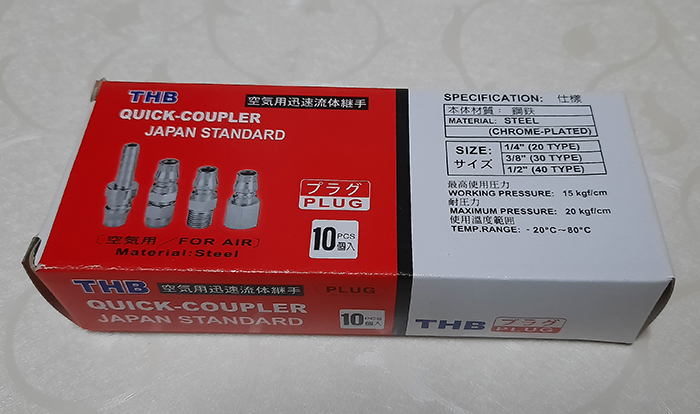 THB 空気用迅速流体継手
QUICK-COUPLER
JAPAN STANDARD
プラグ
PLUG
[空気用/FOR AIR]
Material:Steel
10 PCS
個入
SPECIFICATION: 仕様
本体材質: 鋼鉄
MATERIAL: STEEL
(CHROME-PLATED)
SIZE:
サイズ
1/4" (20 TYPE)
3/8" (30 TYPE)
1/2" (40 TYPE)
最高使用圧力
WORKING PRESSURE: 15 kgf/cm
耐圧力
MAXIMUM PRESSURE: 20 kgf/cm
使用温度範囲
TEMP.RANGE: - 20°C~80°C
THB 空気用迅速流体継手 PLUG
QUICK-COUPLER
JAPAN STANDARD
10 PCS
個入
THB プラグ
PLUG